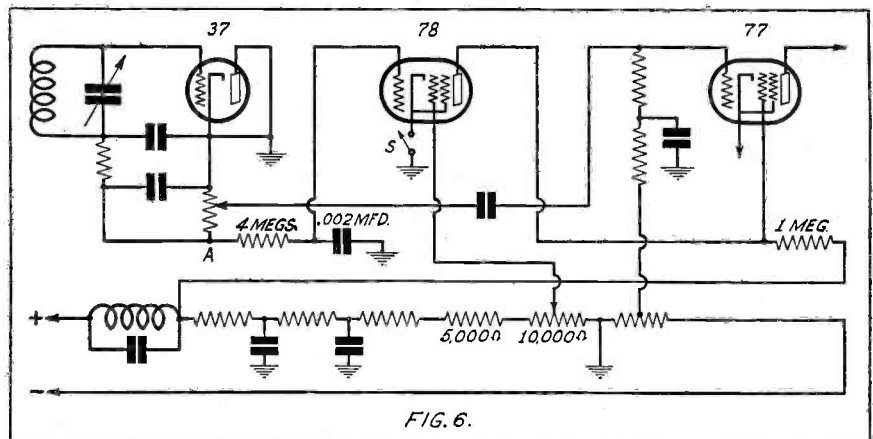 37
78
77
S
4 MEGS.
.002 MFD.
A
1 MEG.
+
5,000Ω
10,000Ω
-
FIG. 6.